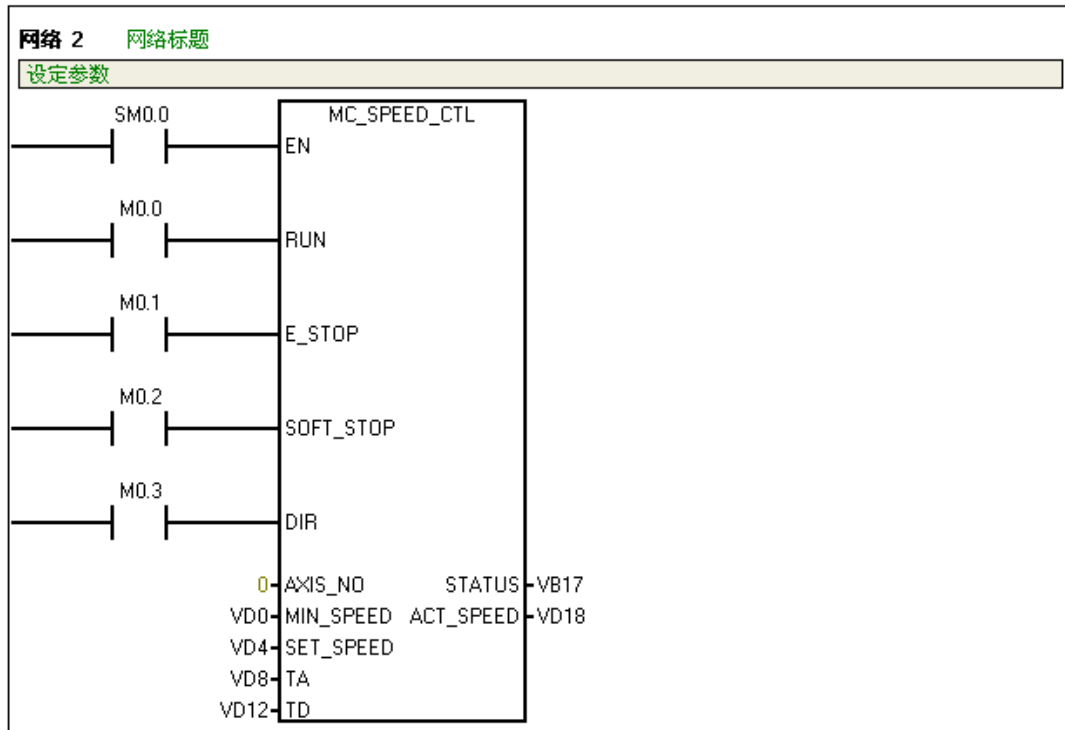 网络 2 网络标题
设定参数
SM0.0 MC_SPEED_CTL
EN
M0.0
RUN
M0.1
E_STOP
M0.2
SOFT_STOP
M0.3
DIR
0 AXIS_NO STATUS VB17
VD0 MIN_SPEED ACT_SPEED VD18
VD4 SET_SPEED
VD8 TA
VD12 TD